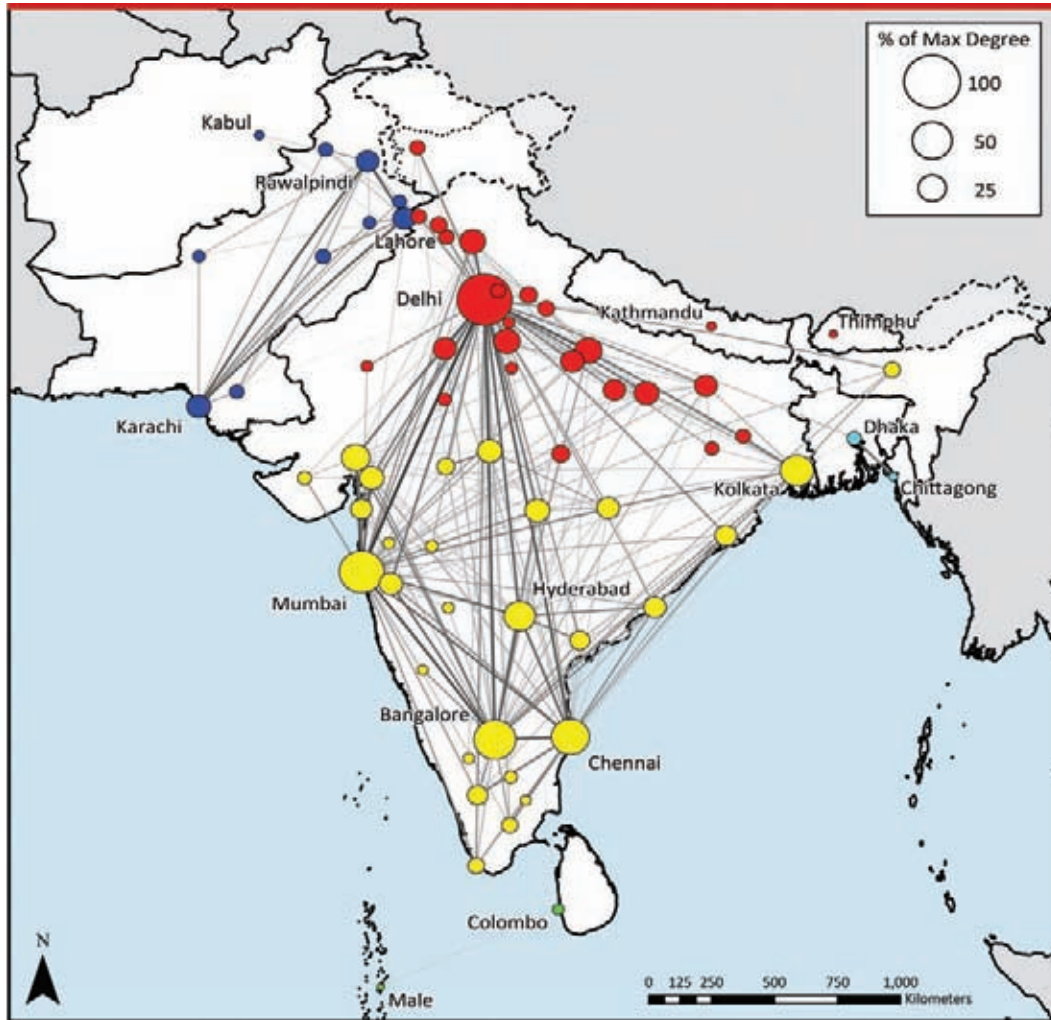 % of Max Degree
100
50
25
Kabul
Rawalpindi
Lahore
Delhi
Kathmandu
Thimphu
Karachi
Dhaka
Kolkata
Chittagong
Mumbai
Hyderabad
Bangalore
Chennai
Colombo
Male
N
0 125 250 500 750 1,000
Kilometers